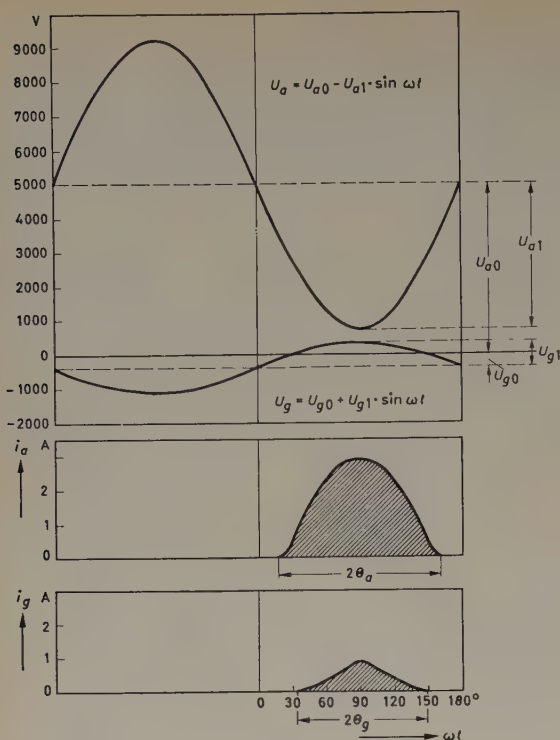 V
9000
8000
7000
6000
5000
4000
3000
2000
1000
0
-1000
-2000
U_a = U_a0 - U_a1 · sin ωt
U_a0
U_a1
U_g1
U_g0
U_g = U_g0 + U_g1 · sin ωt
i_a A
2
1
0
2Θ_a
i_g A
2
1
0
0 30 60 90 120 150 180°
2Θ_g
ωt